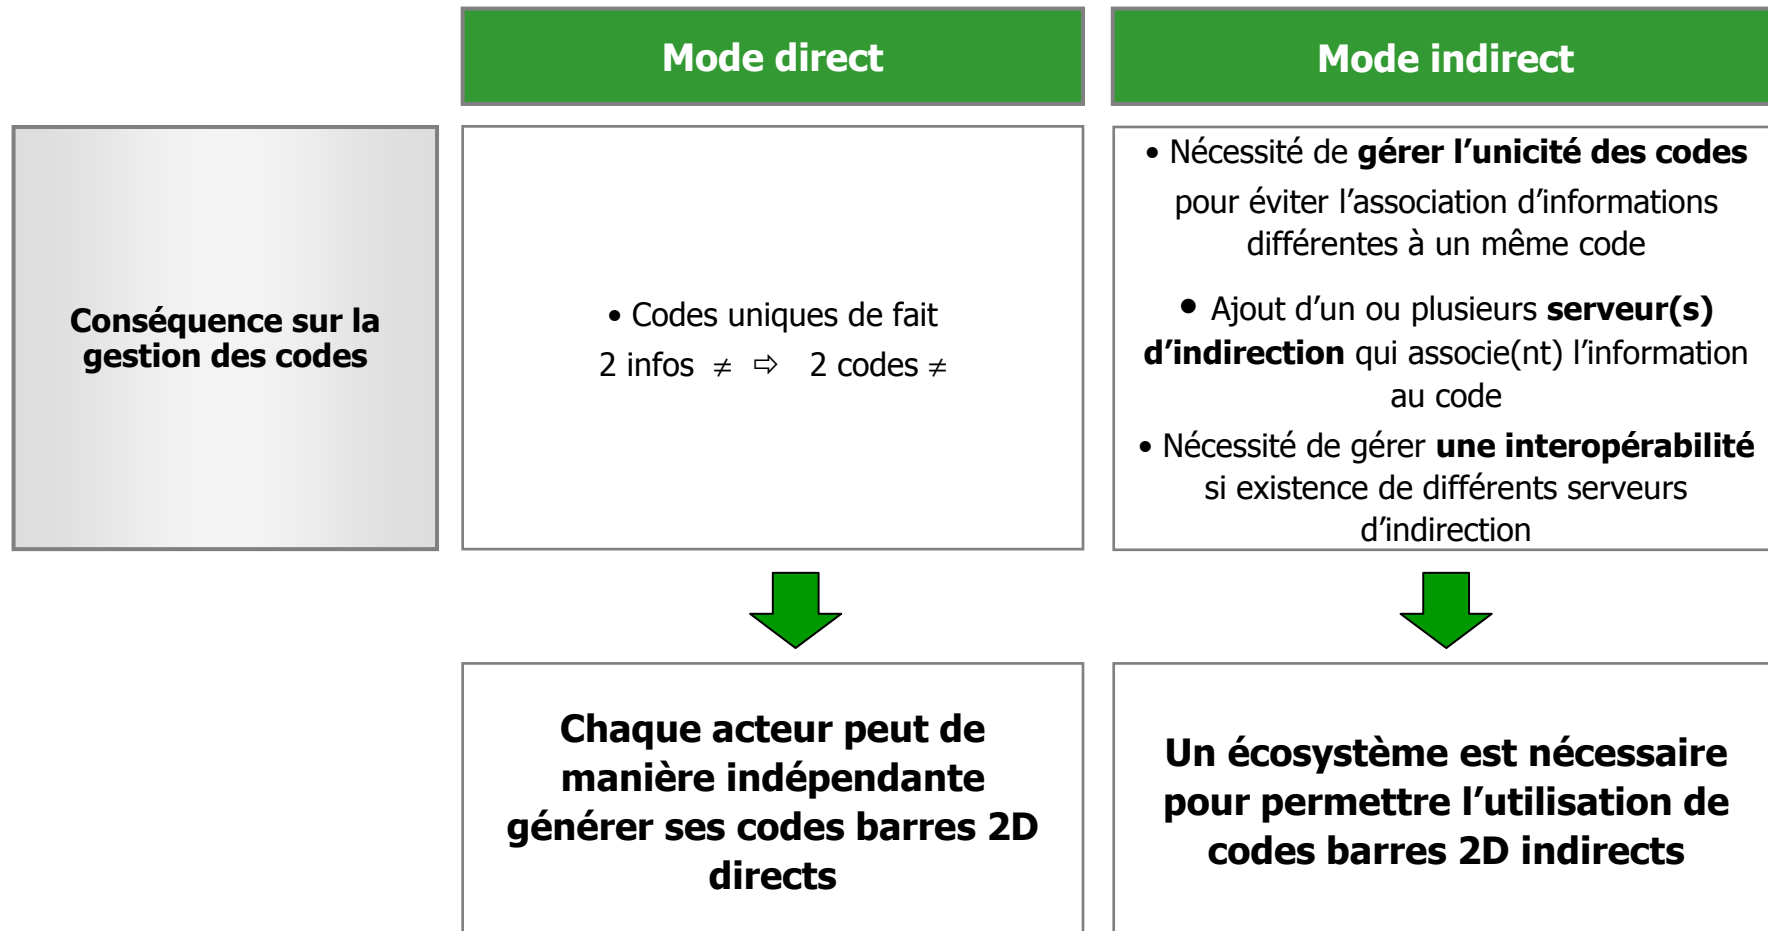 Mode direct
Mode indirect
Conséquence sur la
gestion des codes
• Codes uniques de fait
2 infos ≠ ⇨ 2 codes ≠
• Nécessité de gérer l’unicité des codes
pour éviter l’association d’informations
différentes à un même code
• Ajout d’un ou plusieurs serveur(s)
d’indirection qui associe(nt) l’information
au code
• Nécessité de gérer une interopérabilité
si existence de différents serveurs
d’indirection
Chaque acteur peut de
manière indépendante
générer ses codes barres 2D
directs
Un écosystème est nécessaire
pour permettre l’utilisation de
codes barres 2D indirects